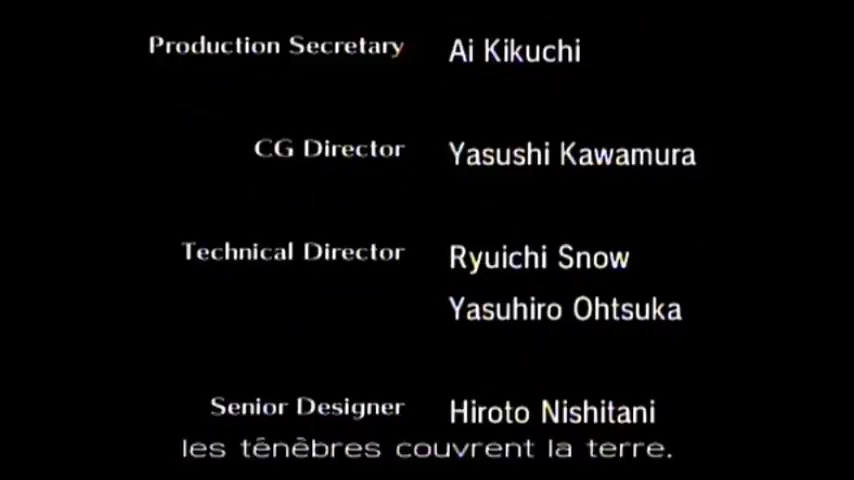 Production Secretary Ai Kikuchi
CG Director Yasushi Kawamura
Technical Director Ryuichi Snow
Yasuhiro Ohtsuka
Senior Designer Hiroto Nishitani
les ténèbres couvrent la terre.